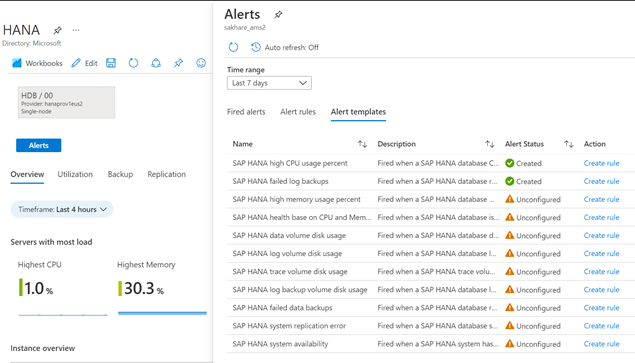 HANA
Directory: Microsoft
Workbooks
Edit
HDB / 00
Provider: hanaprov1eus2
Single-node
Alerts
Overview
Utilization
Backup
Replication
Timeframe: Last 4 hours
Servers with most load
Highest CPU
Highest Memory
1.0 %
30.3 %
Instance overview
Alerts
sakhare_ams2
Auto refresh: Off
Time range
Last 7 days
Fired alerts
Alert rules
Alert templates
Name Description Alert Status Action
SAP HANA high CPU usage percent Fired when a SAP HANA database C... Created Create rule
SAP HANA failed log backups Fired when a SAP HANA database r... Created Create rule
SAP HANA high memory usage percent Fired when a SAP HANA database ... Unconfigured Create rule
SAP HANA health base on CPU and Mem... Fired when a SAP HANA database is... Unconfigured Create rule
SAP HANA data volume disk usage Fired when a SAP HANA database d... Unconfigured Create rule
SAP HANA log volume disk usage Fired when a SAP HANA database l... Unconfigured Create rule
SAP HANA trace volume disk usage Fired when a SAP HANA trace volu... Unconfigured Create rule
SAP HANA log backup volume disk usage Fired when a SAP HANA database l... Unconfigured Create rule
SAP HANA failed data backups Fired when a SAP HANA database r... Unconfigured Create rule
SAP HANA system replication error Fired when a SAP HANA database s... Unconfigured Create rule
SAP HANA system availability Fired when a SAP HANA system has... Unconfigured Create rule